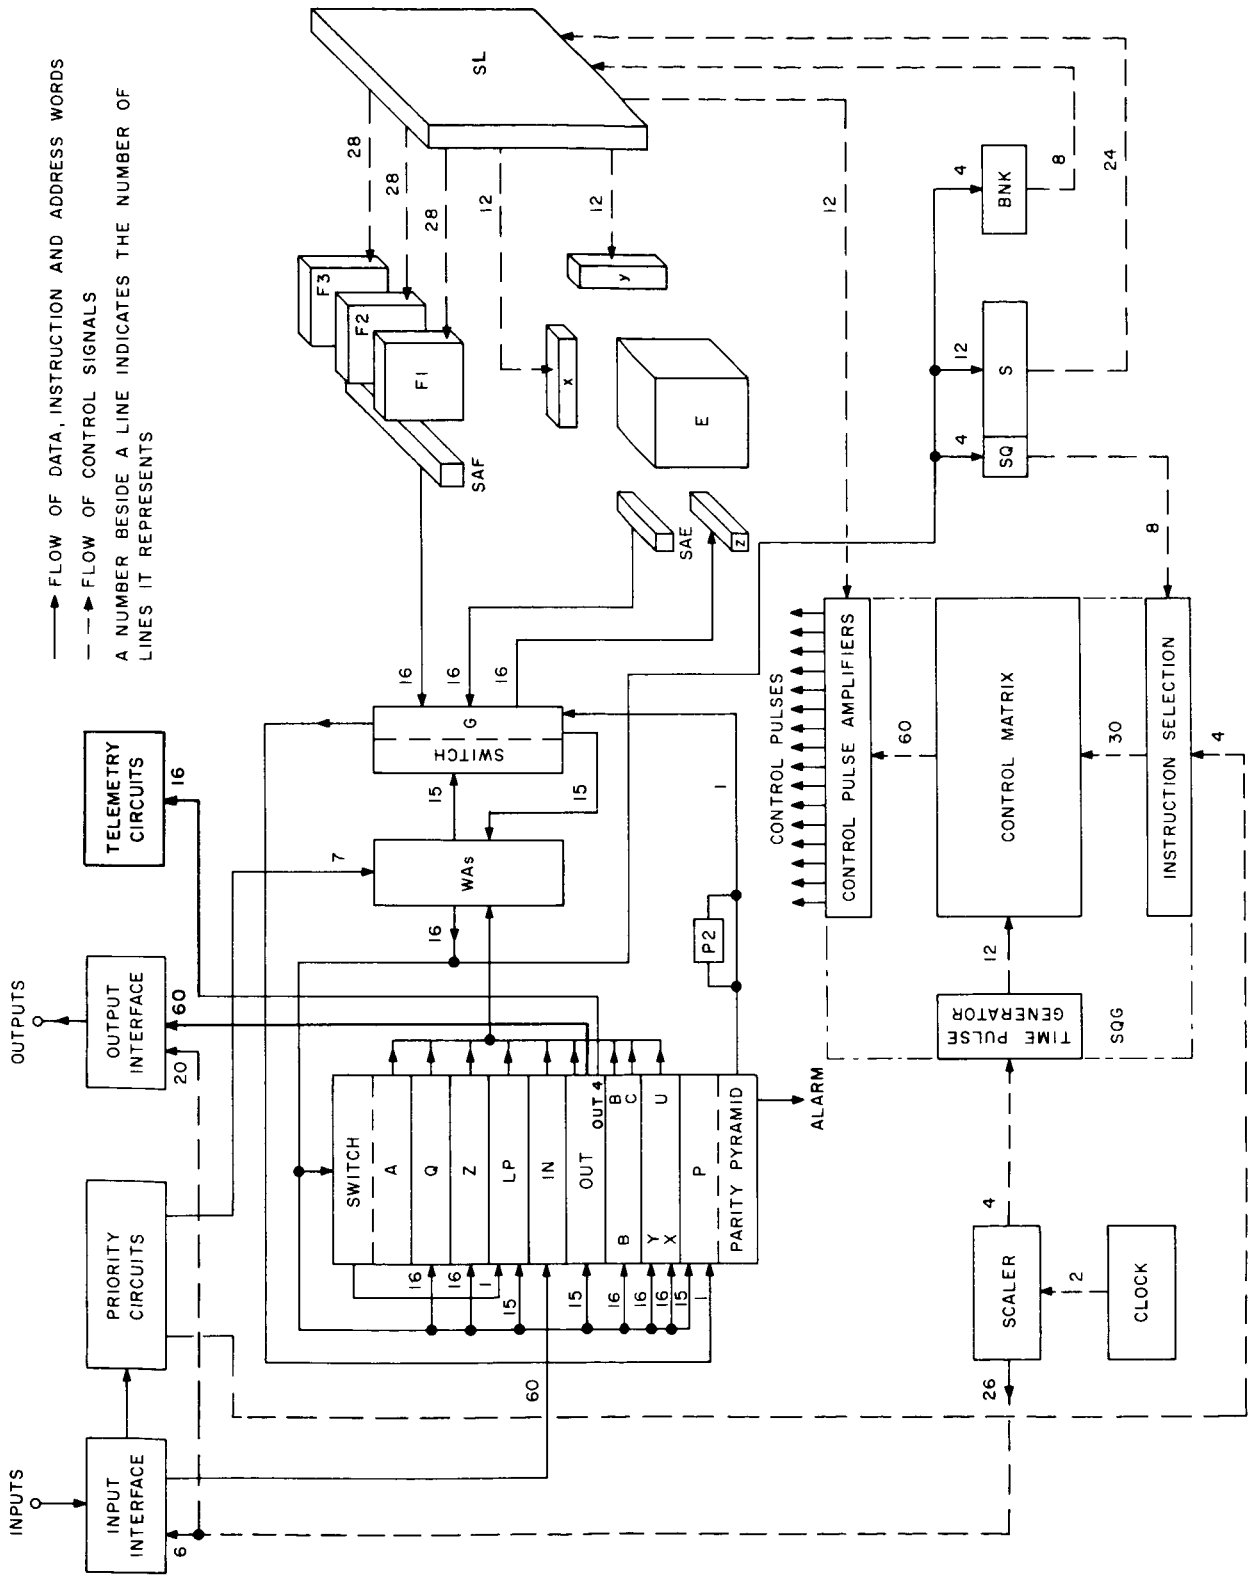 INPUTS
INPUT
INTERFACE
6
PRIORITY
CIRCUITS
OUTPUTS
OUTPUT
INTERFACE
20
60
TELEMETRY
CIRCUITS
16
FLOW OF DATA, INSTRUCTION AND ADDRESS WORDS
FLOW OF CONTROL SIGNALS
A NUMBER BESIDE A LINE INDICATES THE NUMBER OF
LINES IT REPRESENTS
7
60
SWITCH
A
Q
Z
LP
IN
OUT
OUT 4
B
B
C
Y
X
U
P
PARITY PYRAMID
16
16
1
15
15
16
16
16
15
1
ALARM
WAs
16
15
15
SWITCH
G
16
16
16
P2
1
SAF
F1
F2
F3
SAE
z
E
x
y
SL
28
28
28
12
12
12
CONTROL PULSES
CONTROL PULSE AMPLIFIERS
60
CONTROL MATRIX
30
INSTRUCTION SELECTION
4
12
TIME PULSE
GENERATOR
SQG
4
SCALER
26
2
CLOCK
4
SQ
12
S
4
BNK
8
8
24